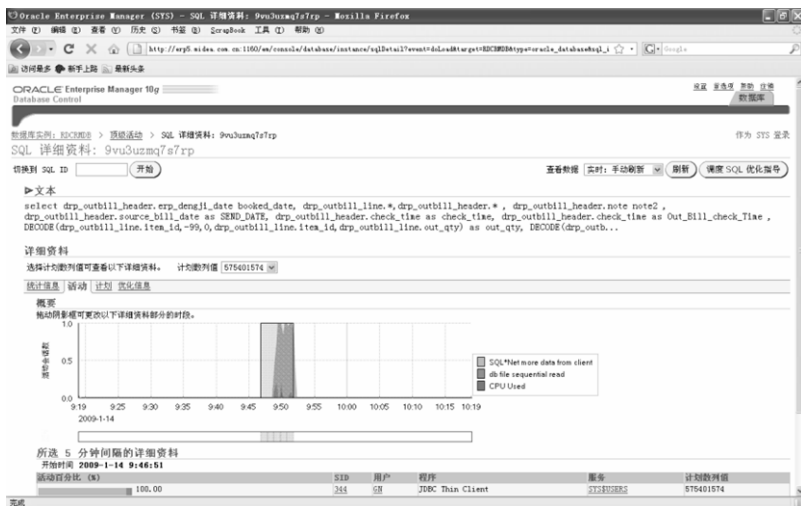 Oracle Enterprise Manager (SYS) - SQL 详细资料: 9vu3uzmq7s7rp - Mozilla Firefox
文件 (F) 编辑 (E) 查看 (V) 历史 (S) 书签 (B) ScrapBook 工具 (T) 帮助 (H)
Google
访问最多 新手上路 最新头条
ORACLE Enterprise Manager 10g
Database Control
设置 首选项 帮助 注销
数据库
数据库实例: RDCRMDB > 顶级活动 > SQL 详细资料: 9vu3uzmq7s7rp
作为 SYS 登录
SQL 详细资料: 9vu3uzmq7s7rp
切换到 SQL ID 开始
查看数据 实时: 手动刷新 刷新 调度 SQL 优化指导
文本
select drp_outbill_header.erp_dengji_date booked_date, drp_outbill_line.*,drp_outbill_header.* , drp_outbill_header.note note2 ,
drp_outbill_header.source_bill_date as SEND_DATE, drp_outbill_header.check_time as check_time, drp_outbill_header.check_time as Out_Bill_check_Time ,
DECODE(drp_outbill_line.item_id,-99,0,drp_outbill_line.item_id,drp_outbill_line.out_qty) as out_qty, DECODE(drp_outb...
详细资料
选择计划散列值可查看以下详细资料。 计划散列值 575401574
统计信息 活动 计划 优化信息
概要
拖动阴影框可更改以下详细资料部分的时段。
活动会话数
1.0
0.5
0.0
9:19 9:25 9:30 9:35 9:40 9:45 9:50 9:55 10:00 10:05 10:10 10:15 10:19
2009-1-14
SQL*Net more data from client
db file sequential read
CPU Used
所选 5 分钟间隔的详细资料
开始时间 2009-1-14 9:46:51
活动百分比 (%) SID 用户 程序 服务 计划散列值
100.00 344 GN JDBC Thin Client SYS$USERS 575401574
完成